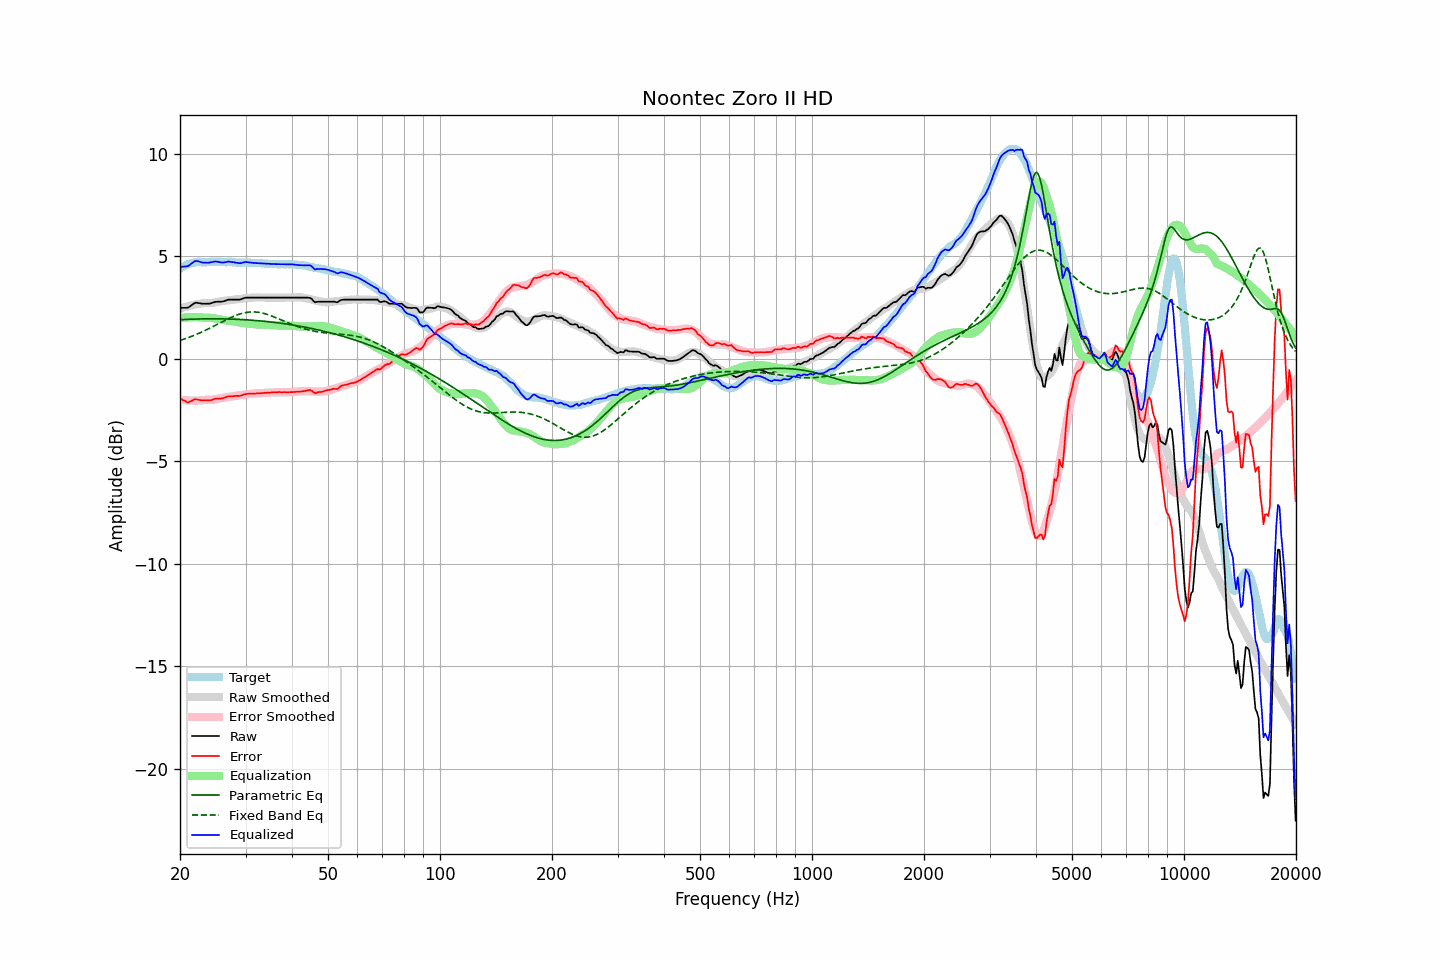 Noontec Zoro II HD
Amplitude (dBr)
10
5
0
−5
−10
−15
−20
Target
Raw Smoothed
Error Smoothed
Raw
Error
Equalization
Parametric Eq
Fixed Band Eq
Equalized
20 50 100 200 500 1000 2000 5000 10000 20000
Frequency (Hz)